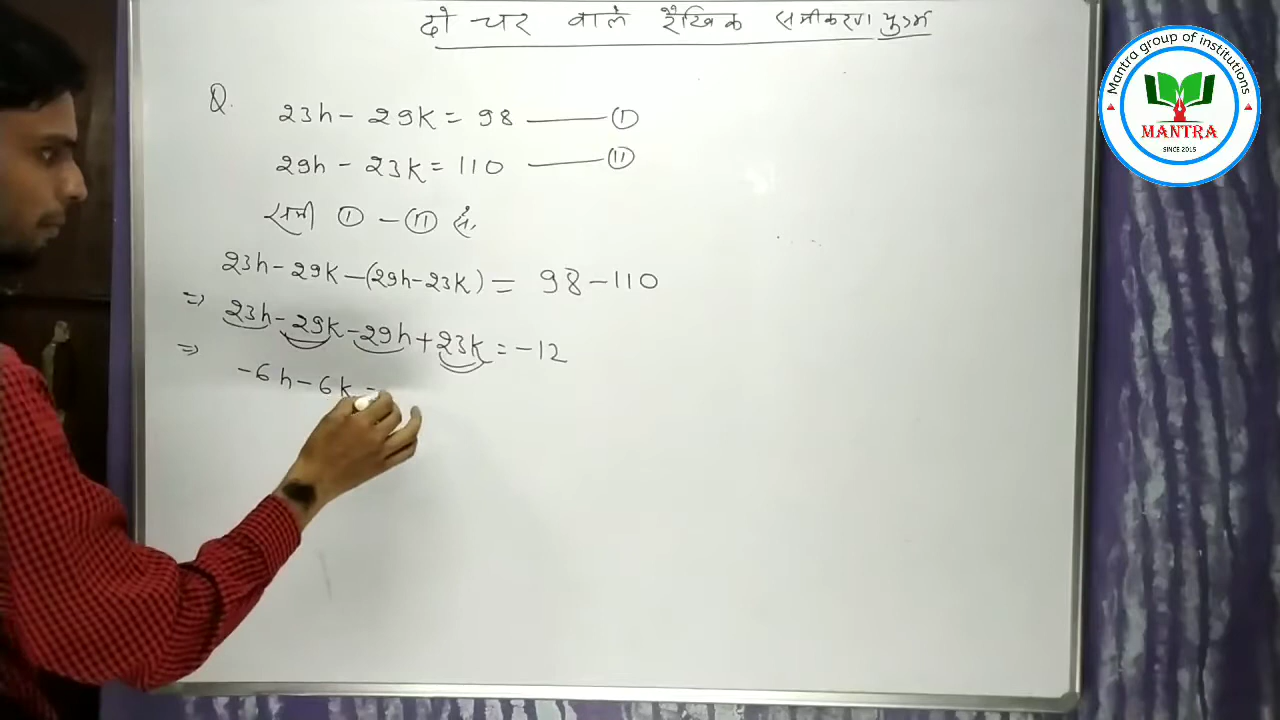 दो चर वाले रैखिक समीकरण युग्म
Q. 23h - 29k = 98 —— I
29h - 23k = 110 —— II
समी I - II से.
23h - 29k - (29h - 23k) = 98 - 110
⇒ 23h - 29k - 29h + 23k = -12
⇒ -6h - 6k =
Mantra group of institutions
MANTRA
SINCE 2015